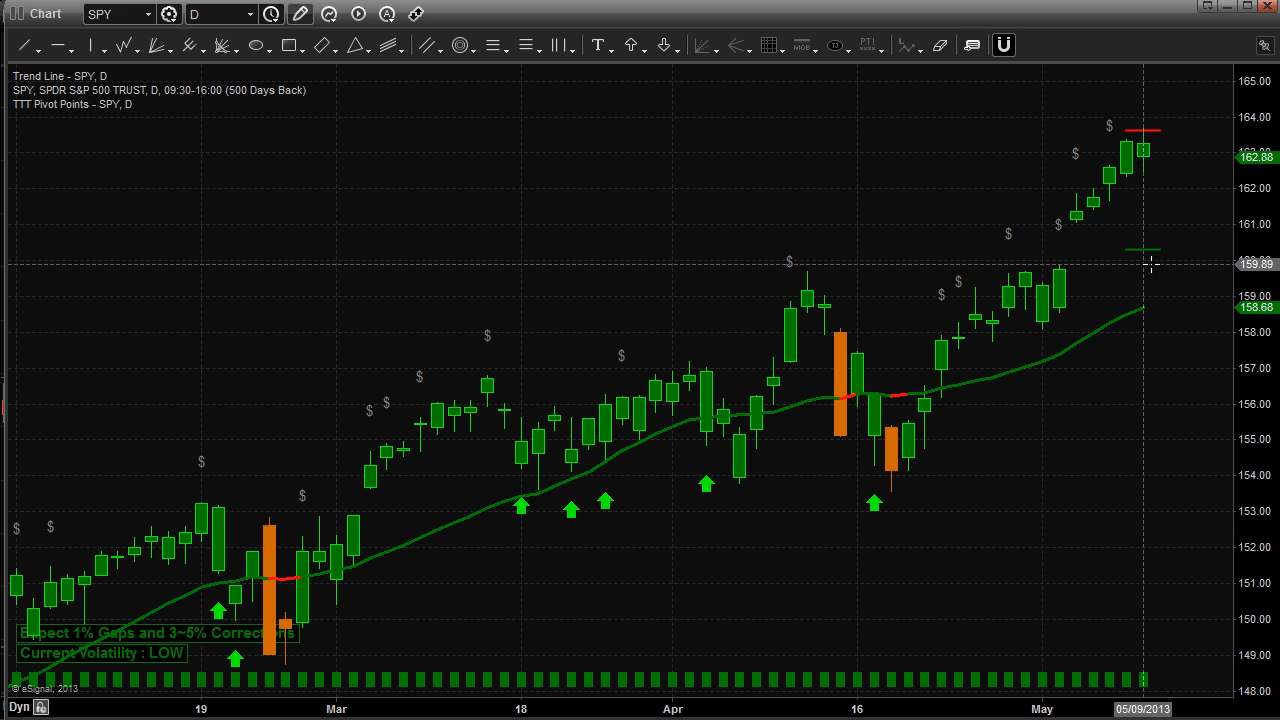 Chart SPY D
T MOB TJ PTI
Trend Line - SPY, D
SPY, SPDR S&P 500 TRUST, D, 09:30-16:00 (500 Days Back)
TTT Pivot Points - SPY, D
165.00
164.00
162.88
162.00
161.00
159.89
159.00
158.68
158.00
157.00
156.00
155.00
154.00
153.00
152.00
151.00
150.00
149.00
148.00
$ $ $ $ $ $ $ $ $ $ $ $ $ $ $ $
Expect 1% Gaps and 3~5% Corrections
Current Volatility : LOW
© eSignal, 2013
Dyn 19 Mar 18 Apr 16 May 05/09/2013